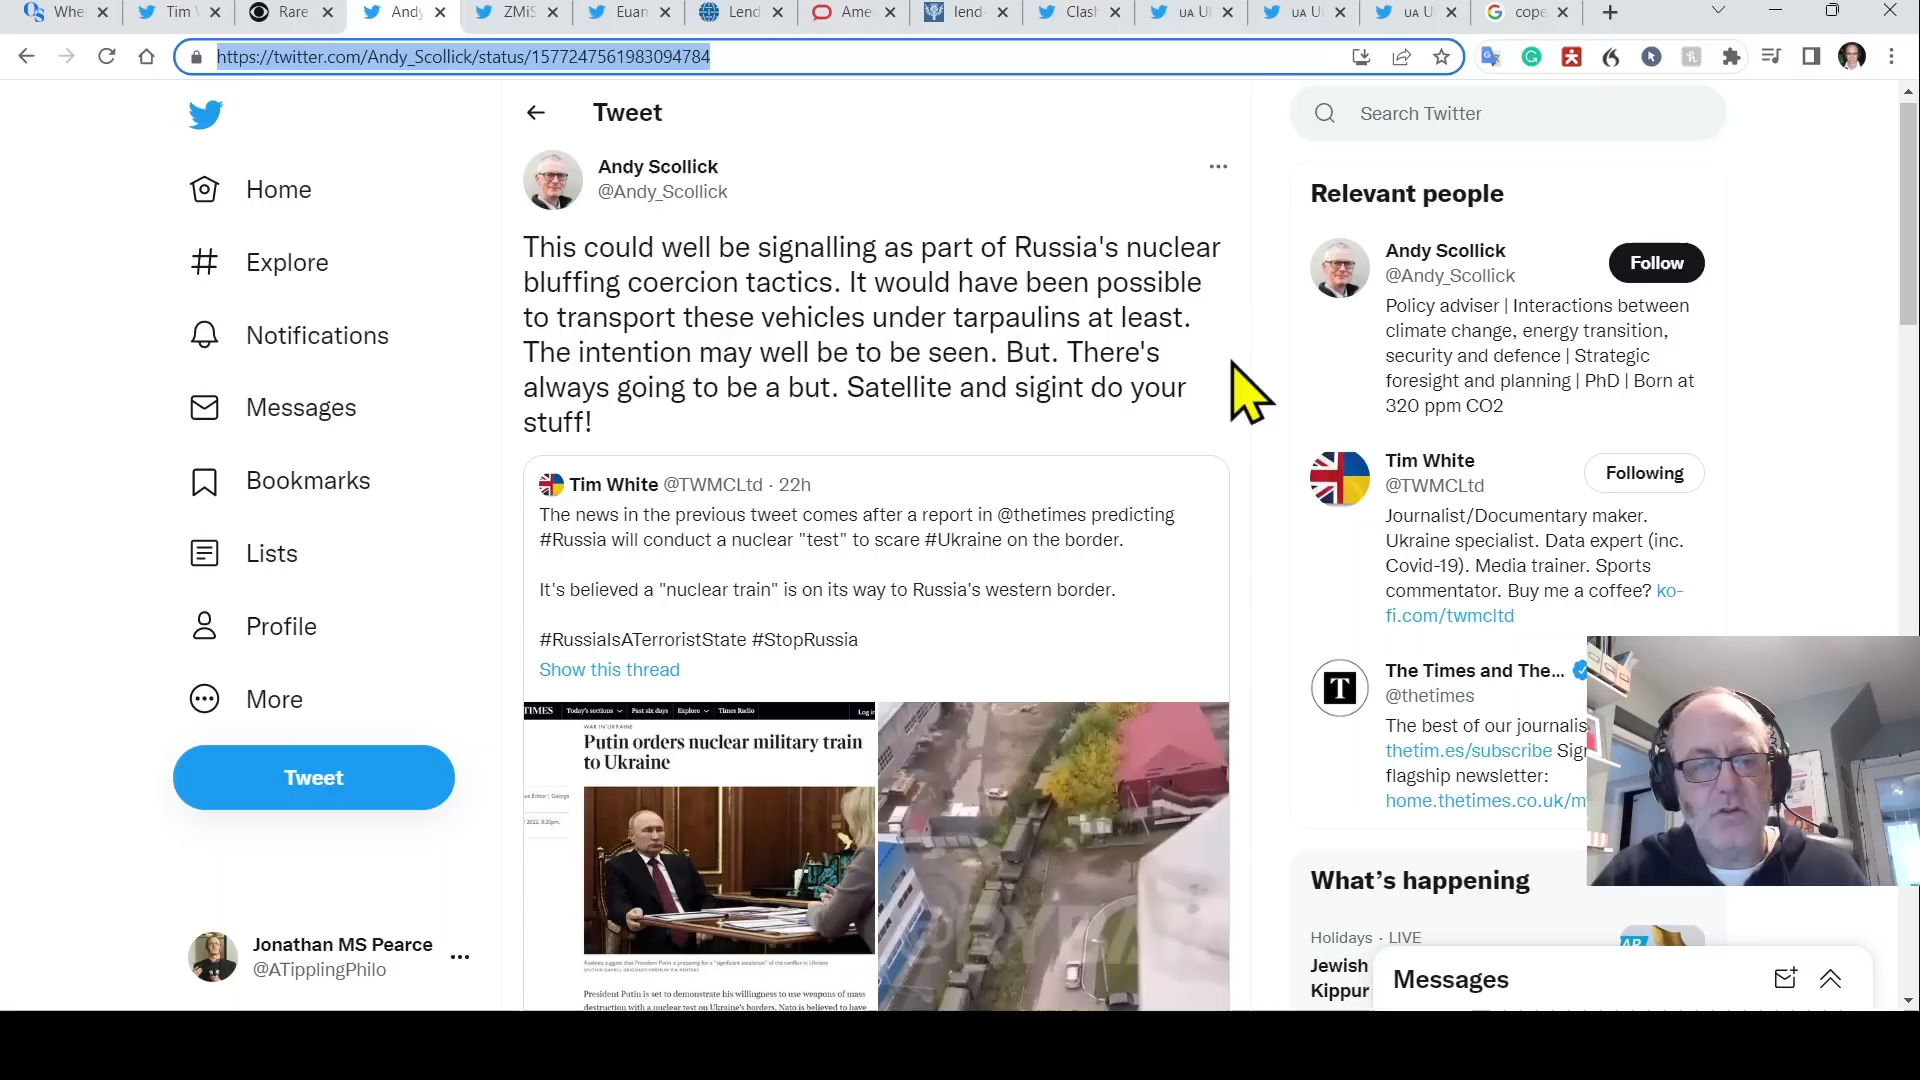 Whe
Tim
Rare
Andy
ZMiS
Euan
Lend
Ame
lend-
Clas
UA U
UA U
UA U
cope
https://twitter.com/Andy_Scollick/status/1577247561983094784
Home
Explore
Notifications
Messages
Bookmarks
Lists
Profile
More
Tweet
Jonathan MS Pearce
@ATipplingPhilo
Tweet
Andy Scollick
@Andy_Scollick
This could well be signalling as part of Russia's nuclear
bluffing coercion tactics. It would have been possible
to transport these vehicles under tarpaulins at least.
The intention may well be to be seen. But. There's
always going to be a but. Satellite and sigint do your
stuff!
Tim White @TWMCLtd · 22h
The news in the previous tweet comes after a report in @thetimes predicting
#Russia will conduct a nuclear "test" to scare #Ukraine on the border.
It's believed a "nuclear train" is on its way to Russia's western border.
#RussiaIsATerroristState #StopRussia
Show this thread
TIMES Today's sections Past six days Explore Times Radio Log in
WAR IN UKRAINE
Putin orders nuclear military train
to Ukraine
Editor | George
2022, 8.20pm,
Analysts suggest that President Putin is preparing for a "significant escalation" of the conflict in Ukraine
President Putin is set to demonstrate his willingness to use weapons of mass
destruction with a nuclear test on Ukraine's borders. Nato is believed to have
Search Twitter
Relevant people
Andy Scollick
@Andy_Scollick
Follow
Policy adviser | Interactions between
climate change, energy transition,
security and defence | Strategic
foresight and planning | PhD | Born at
320 ppm CO2
Tim White
@TWMCLtd
Following
Journalist/Documentary maker.
Ukraine specialist. Data expert (inc.
Covid-19). Media trainer. Sports
commentator. Buy me a coffee? ko-
fi.com/twmcltd
The Times and The...
@thetimes
The best of our journalis
thetim.es/subscribe Sig
flagship newsletter:
home.thetimes.co.uk/m
What's happening
Holidays · LIVE
Jewish
Kippur
AP
Messages